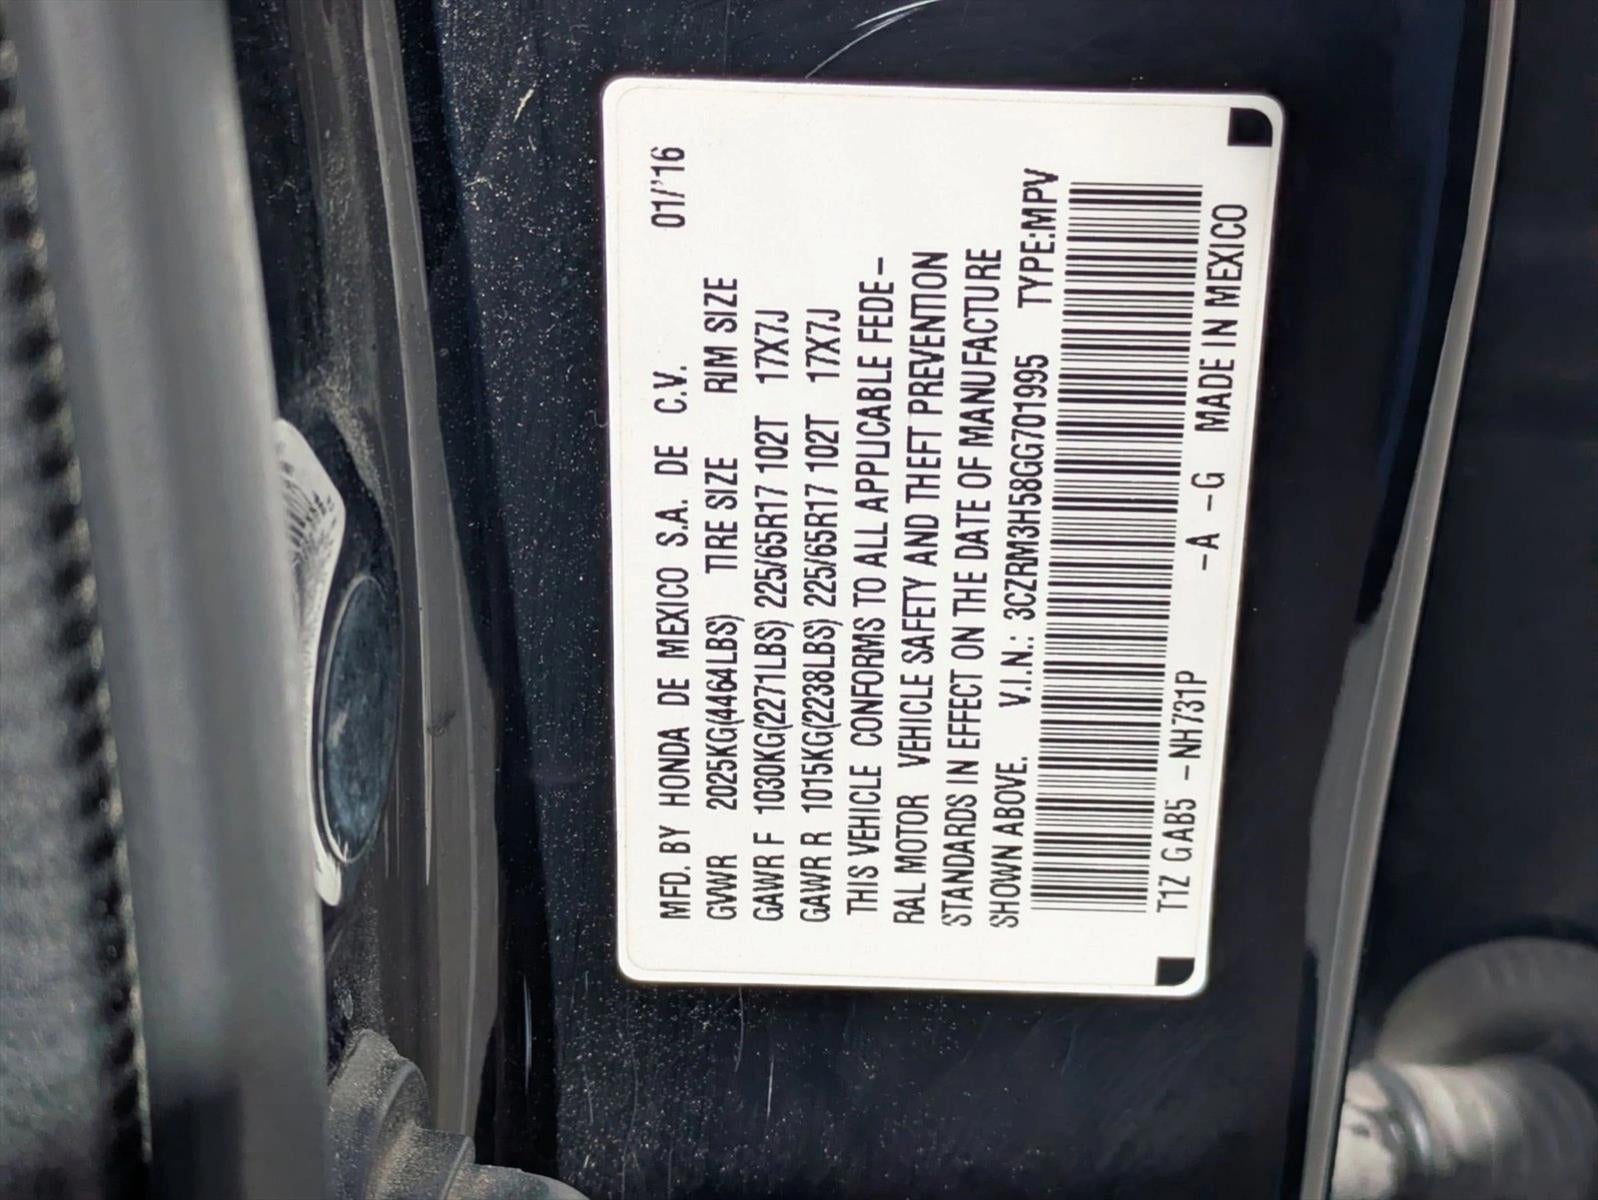 MFD. BY HONDA DE MEXICO S.A. DE C.V. 01/'16
GVWR 2025KG(4464LBS) TIRE SIZE RIM SIZE
GAWR F 1030KG(2271LBS) 225/65R17 102T 17X7J
GAWR R 1015KG(2238LBS) 225/65R17 102T 17X7J
THIS VEHICLE CONFORMS TO ALL APPLICABLE FEDE-
RAL MOTOR VEHICLE SAFETY AND THEFT PREVENTION
STANDARDS IN EFFECT ON THE DATE OF MANUFACTURE
SHOWN ABOVE. V.I.N.: 3CZRM3H58GG701995 TYPE:MPV
T1Z GAB5 -NH731P -A -G MADE IN MEXICO